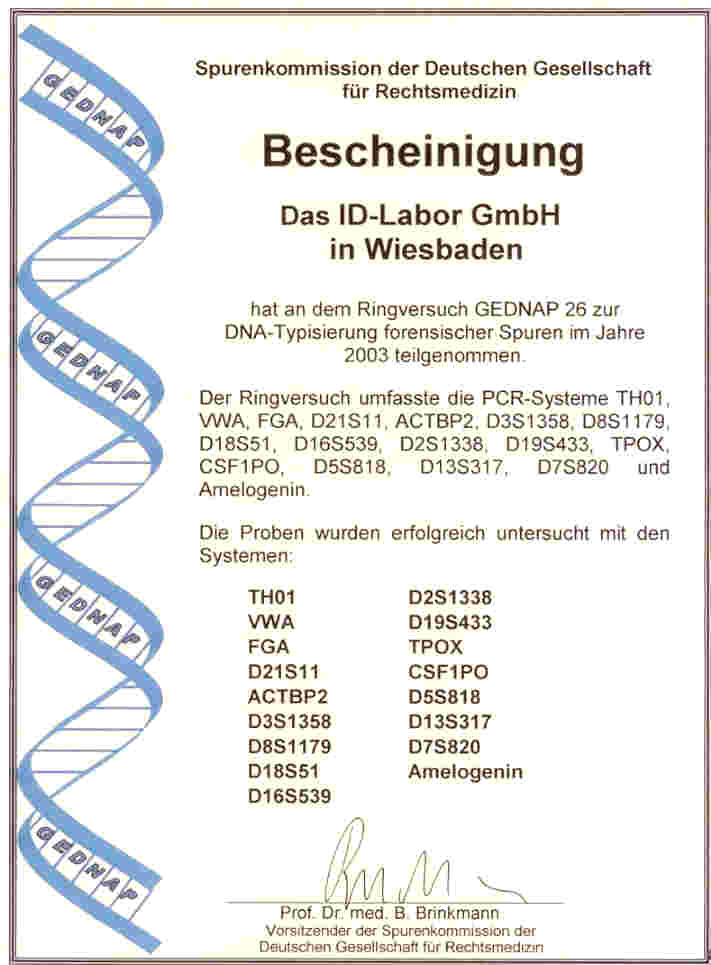 GEDNAP
Spurenkommission der Deutschen Gesellschaft
für Rechtsmedizin
Bescheinigung
Das ID-Labor GmbH
in Wiesbaden
hat an dem Ringversuch GEDNAP 26 zur
DNA-Typisierung forensischer Spuren im Jahre
2003 teilgenommen.
GEDNAP
Der Ringversuch umfasste die PCR-Systeme TH01,
VWA, FGA, D21S11, ACTBP2, D3S1358, D8S1179,
D18S51, D16S539, D2S1338, D19S433, TPOX,
CSF1PO, D5S818, D13S317, D7S820 und
Amelogenin.
Die Proben wurden erfolgreich untersucht mit den
Systemen:
GEDNAP
TH01 D2S1338
VWA D19S433
FGA TPOX
D21S11 CSF1PO
ACTBP2 D5S818
D3S1358 D13S317
D8S1179 D7S820
D18S51 Amelogenin
D16S539
GEDNAP
Prof. Dr. med. B. Brinkmann
Vorsitzender der Spurenkommission der
Deutschen Gesellschaft für Rechtsmedizin